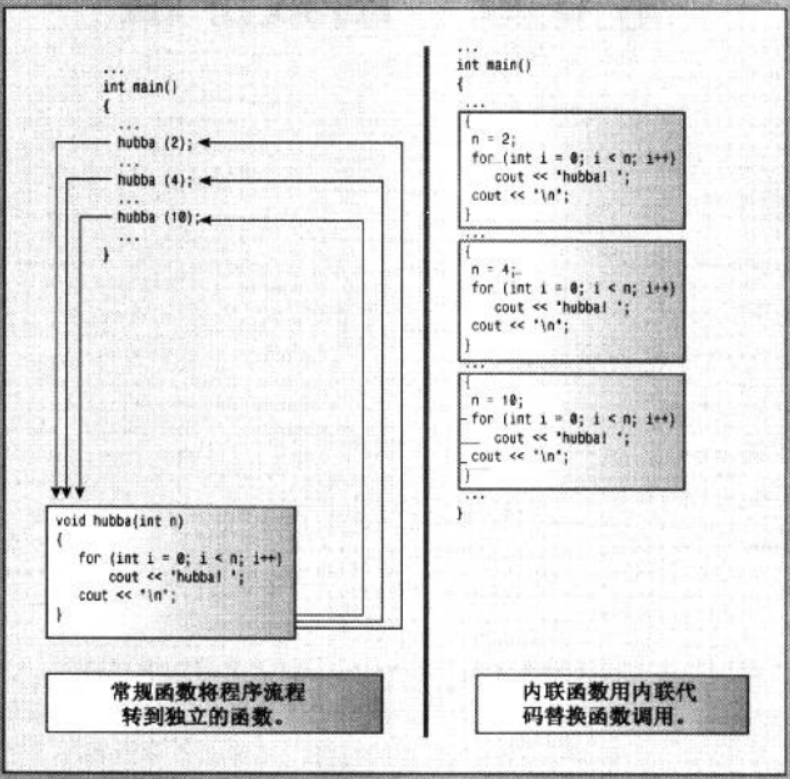 ...
int main()
{
...
hubba (2);
...
hubba (4);
...
hubba (10);
...
}
void hubba(int n)
{
for (int i = 0; i < n; i++)
cout << "hubba! ";
cout << "\n";
}
常规函数将程序流程
转到独立的函数。
...
int main()
{
...
{
n = 2;
for (int i = 0; i < n; i++)
cout << "hubba! ";
cout << "\n";
}
...
{
n = 4;
for (int i = 0; i < n; i++)
cout << "hubba! ";
cout << "\n";
}
...
{
n = 10;
for (int i = 0; i < n; i++)
cout << "hubba! ";
cout << "\n";
}
...
}
内联函数用内联代
码替换函数调用。